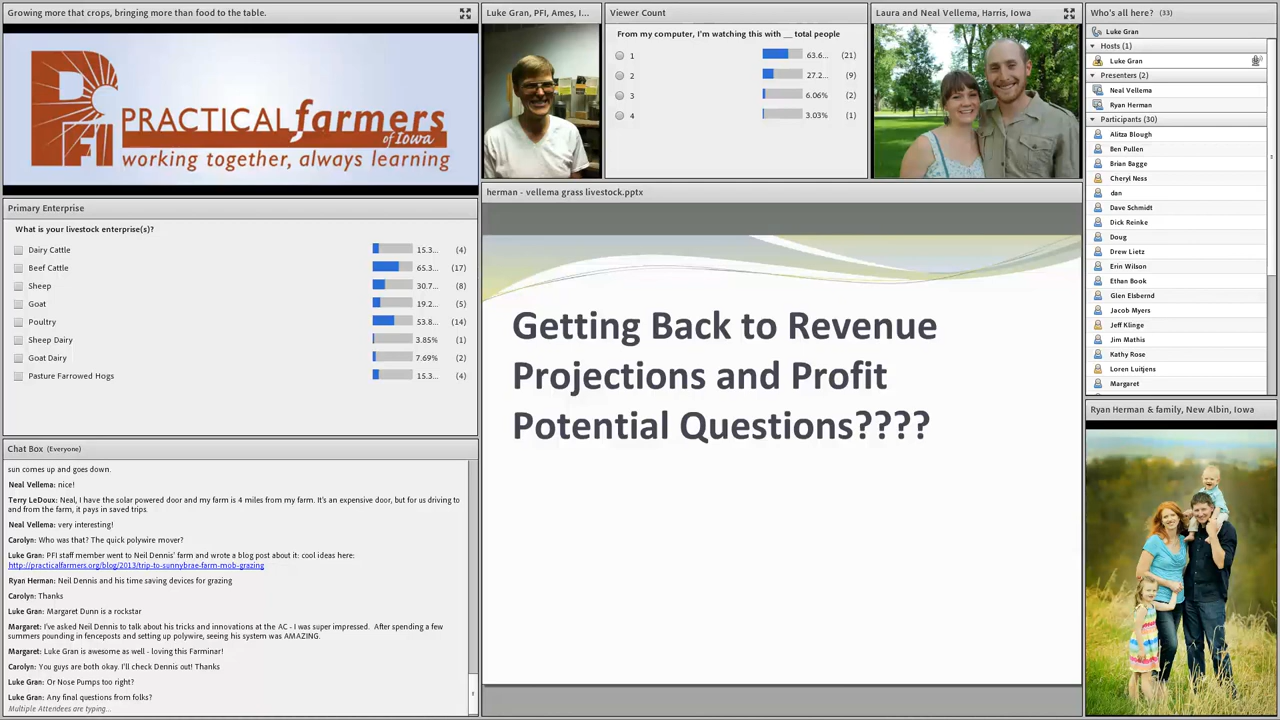 Growing more that crops, bringing more than food to the table.
PFI
PRACTICAL farmers
of Iowa
working together, always learning
Luke Gran, PFI, Ames, I...
Viewer Count
From my computer, I'm watching this with __ total people
1 63.6... (21)
2 27.2... (9)
3 6.06% (2)
4 3.03% (1)
Laura and Neal Vellema, Harris, Iowa
Who's all here? (33)
Luke Gran
Hosts (1)
Luke Gran
Presenters (2)
Neal Vellema
Ryan Herman
Participants (30)
Alitza Blough
Ben Pullen
Brian Bagge
Cheryl Ness
dan
Dave Schmidt
Dick Reinke
Doug
Drew Lietz
Erin Wilson
Ethan Book
Glen Elsbernd
Jacob Myers
Jeff Klinge
Jim Mathis
Kathy Rose
Loren Luitjens
Margaret
Primary Enterprise
What is your livestock enterprise(s)?
Dairy Cattle 15.3... (4)
Beef Cattle 65.3... (17)
Sheep 30.7... (8)
Goat 19.2... (5)
Poultry 53.8... (14)
Sheep Dairy 3.85% (1)
Goat Dairy 7.69% (2)
Pasture Farrowed Hogs 15.3... (4)
herman - vellema grass livestock.pptx
Getting Back to Revenue
Projections and Profit
Potential Questions????
Chat Box (Everyone)
sun comes up and goes down.
Neal Vellema: nice!
Terry LeDoux: Neal, I have the solar powered door and my farm is 4 miles from my farm. It's an expensive door, but for us driving to
and from the farm, it pays in saved trips.
Neal Vellema: very interesting!
Carolyn: Who was that? The quick polywire mover?
Luke Gran: PFI staff member went to Neil Dennis' farm and wrote a blog post about it: cool ideas here:
http://practicalfarmers.org/blog/2013/trip-to-sunnybrae-farm-mob-grazing
Ryan Herman: Neil Dennis and his time saving devices for grazing
Carolyn: Thanks
Luke Gran: Margaret Dunn is a rockstar
Margaret: I've asked Neil Dennis to talk about his tricks and innovations at the AC - I was super impressed. After spending a few
summers pounding in fenceposts and setting up polywire, seeing his system was AMAZING.
Margaret: Luke Gran is awesome as well - loving this Farminar!
Carolyn: You guys are both okay. I'll check Dennis out! Thanks
Luke Gran: Or Nose Pumps too right?
Luke Gran: Any final questions from folks?
Multiple Attendees are typing...
Ryan Herman & family, New Albin, Iowa